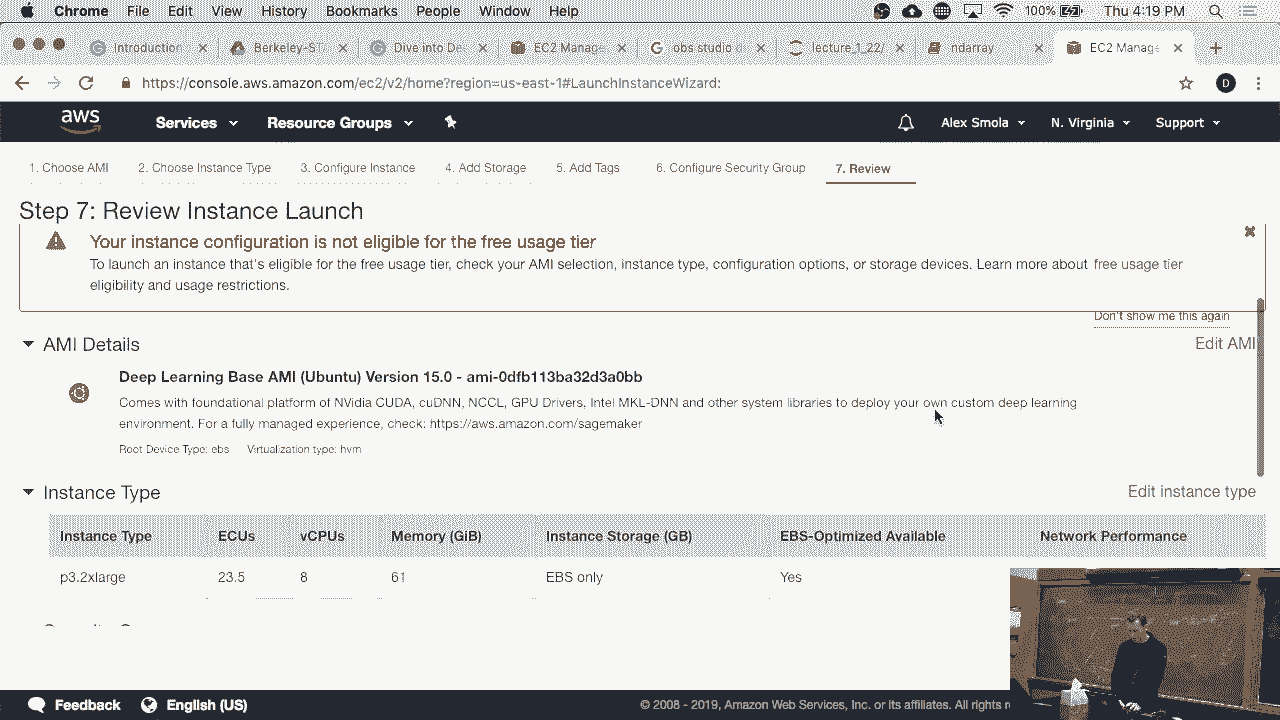 Chrome File Edit View History Bookmarks People Window Help 100% Thu 4:19 PM
Introduction Berkeley-S Dive into De EC2 Manage obs studio lecture_1_22/ ndarray EC2 Manage
https://console.aws.amazon.com/ec2/v2/home?region=us-east-1#LaunchInstanceWizard: D
aws Services Resource Groups Alex Smola N. Virginia Support
1. Choose AMI 2. Choose Instance Type 3. Configure Instance 4. Add Storage 5. Add Tags 6. Configure Security Group 7. Review
Step 7: Review Instance Launch
Your instance configuration is not eligible for the free usage tier
To launch an instance that's eligible for the free usage tier, check your AMI selection, instance type, configuration options, or storage devices. Learn more about free usage tier
eligibility and usage restrictions.
Don't show me this again
AMI Details Edit AMI
Deep Learning Base AMI (Ubuntu) Version 15.0 - ami-0dfb113ba32d3a0bb
Comes with foundational platform of NVidia CUDA, cuDNN, NCCL, GPU Drivers, Intel MKL-DNN and other system libraries to deploy your own custom deep learning
environment. For a fully managed experience, check: https://aws.amazon.com/sagemaker
Root Device Type: ebs Virtualization type: hvm
Instance Type Edit instance type
Instance Type ECUs vCPUs Memory (GiB) Instance Storage (GB) EBS-Optimized Available Network Performance
p3.2xlarge 23.5 8 61 EBS only Yes
Feedback English (US) © 2008 - 2019, Amazon Web Services, Inc. or its affiliates. All rights